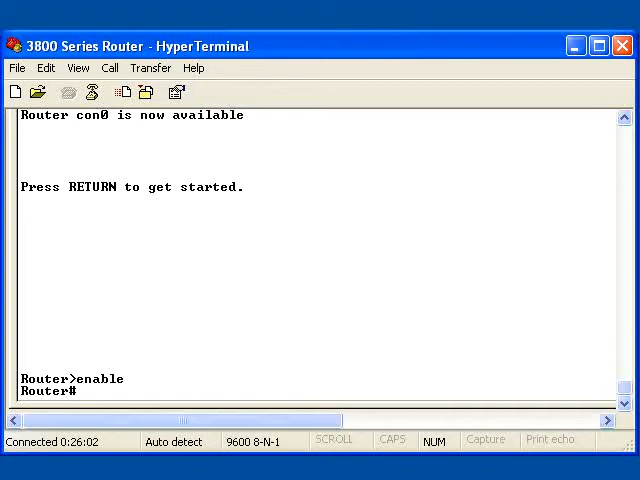 3800 Series Router - HyperTerminal
File Edit View Call Transfer Help
Router con0 is now available
Press RETURN to get started.
Router>enable
Router#
Connected 0:26:02 Auto detect 9600 8-N-1 SCROLL CAPS NUM Capture Print echo